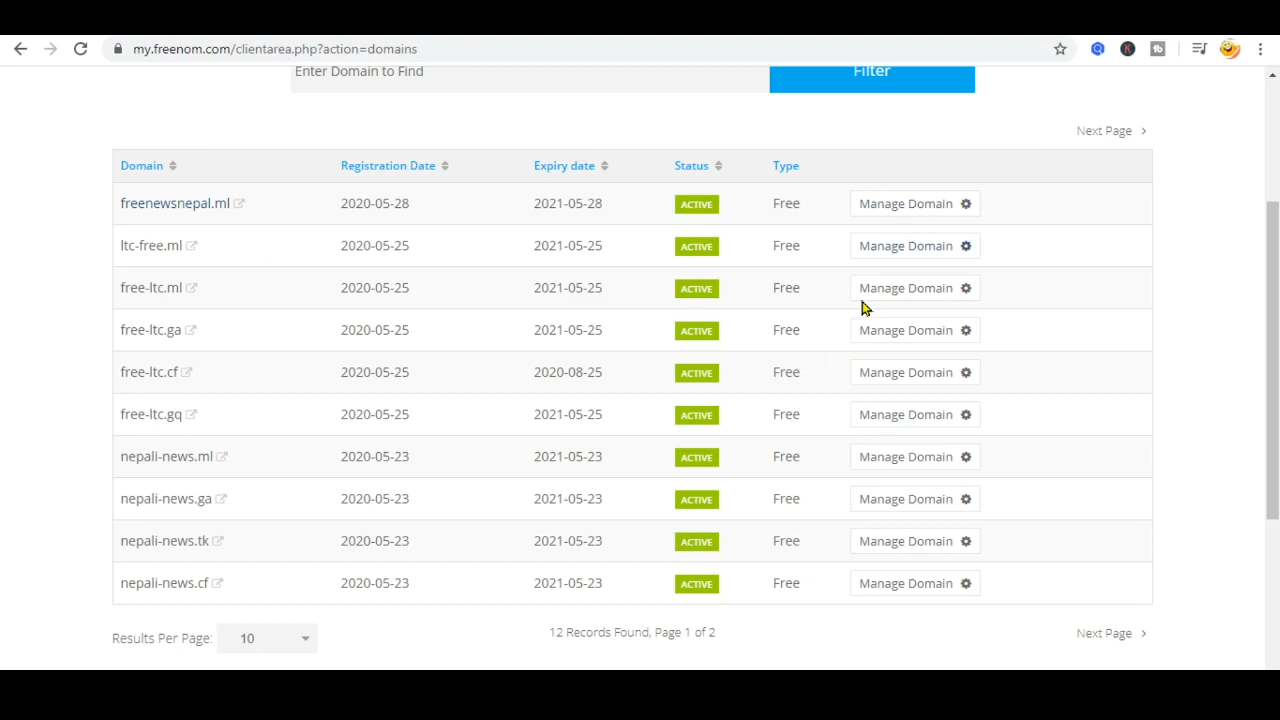 my.freenom.com/clientarea.php?action=domains
Enter Domain to Find Filter
Next Page
Domain Registration Date Expiry date Status Type
freenewsnepal.ml 2020-05-28 2021-05-28 ACTIVE Free Manage Domain
ltc-free.ml 2020-05-25 2021-05-25 ACTIVE Free Manage Domain
free-ltc.ml 2020-05-25 2021-05-25 ACTIVE Free Manage Domain
free-ltc.ga 2020-05-25 2021-05-25 ACTIVE Free Manage Domain
free-ltc.cf 2020-05-25 2020-08-25 ACTIVE Free Manage Domain
free-ltc.gq 2020-05-25 2021-05-25 ACTIVE Free Manage Domain
nepali-news.ml 2020-05-23 2021-05-23 ACTIVE Free Manage Domain
nepali-news.ga 2020-05-23 2021-05-23 ACTIVE Free Manage Domain
nepali-news.tk 2020-05-23 2021-05-23 ACTIVE Free Manage Domain
nepali-news.cf 2020-05-23 2021-05-23 ACTIVE Free Manage Domain
Results Per Page: 10 12 Records Found, Page 1 of 2 Next Page